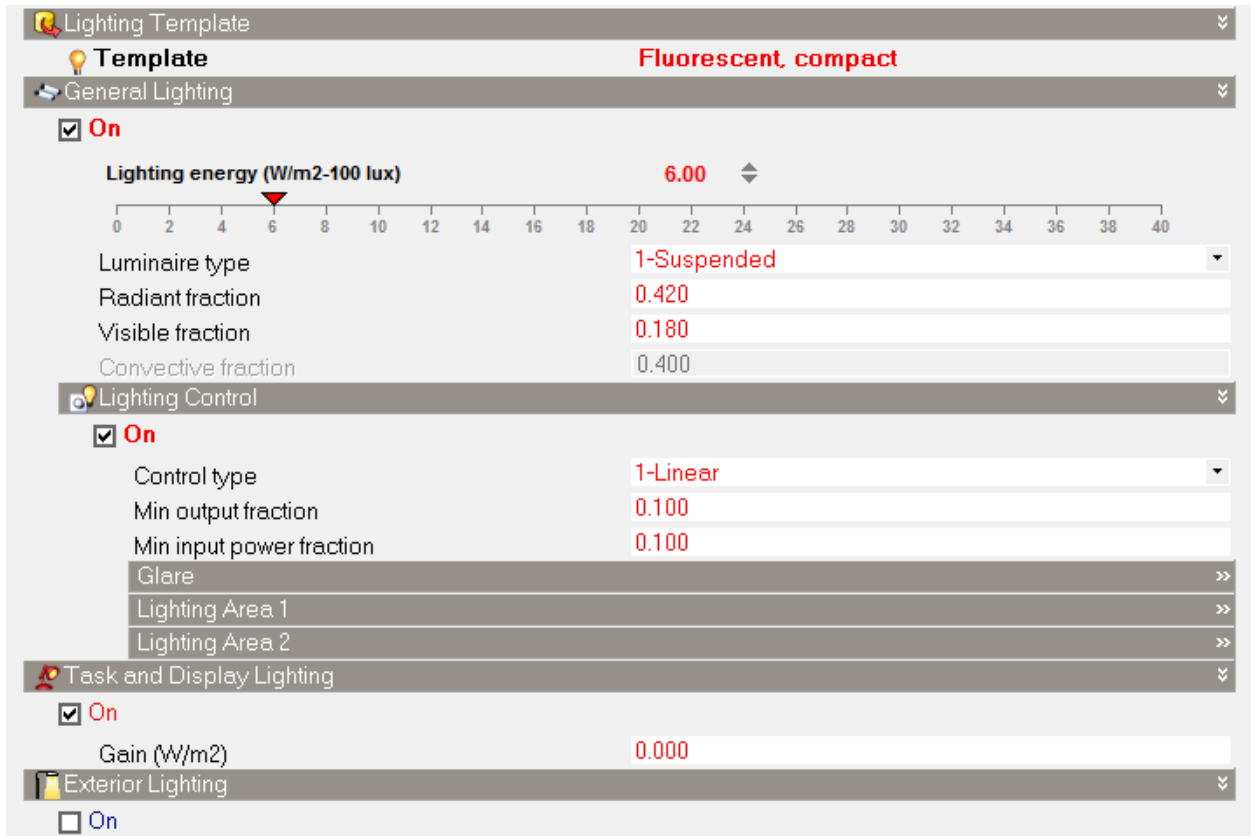 Lighting Template
Template Fluorescent, compact
General Lighting
On
Lighting energy (W/m2-100 lux) 6.00
0 2 4 6 8 10 12 14 16 18 20 22 24 26 28 30 32 34 36 38 40
Luminaire type 1-Suspended
Radiant fraction 0.420
Visible fraction 0.180
Convective fraction 0.400
Lighting Control
On
Control type 1-Linear
Min output fraction 0.100
Min input power fraction 0.100
Glare
Lighting Area 1
Lighting Area 2
Task and Display Lighting
On
Gain (W/m2) 0.000
Exterior Lighting
On